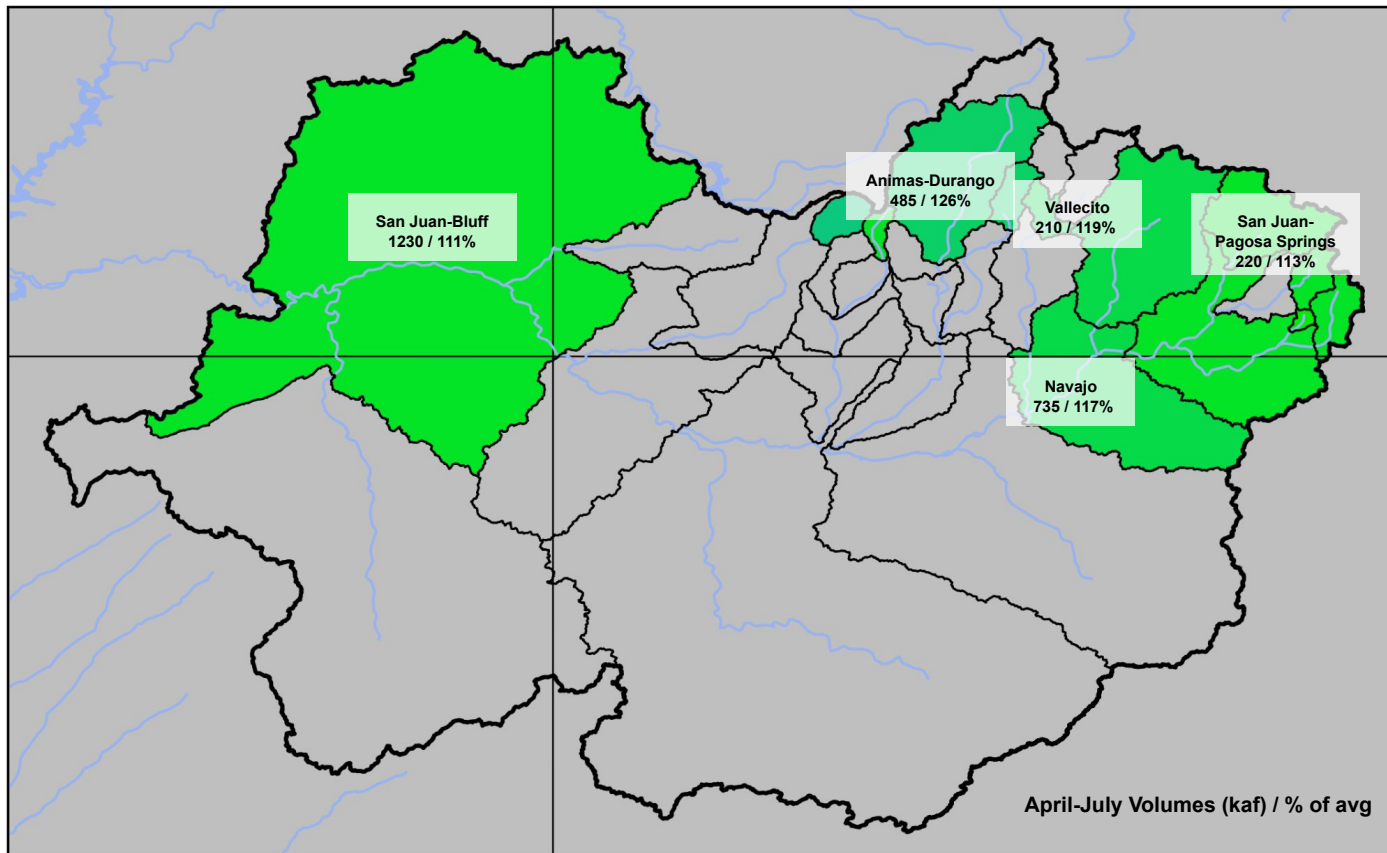 Animas-Durango
485 / 126%
Vallecito
210 / 119%
San Juan-Bluff
1230 / 111%
San Juan-
Pagosa Springs
220 / 113%
Navajo
735 / 117%
April-July Volumes (kaf) / % of avg